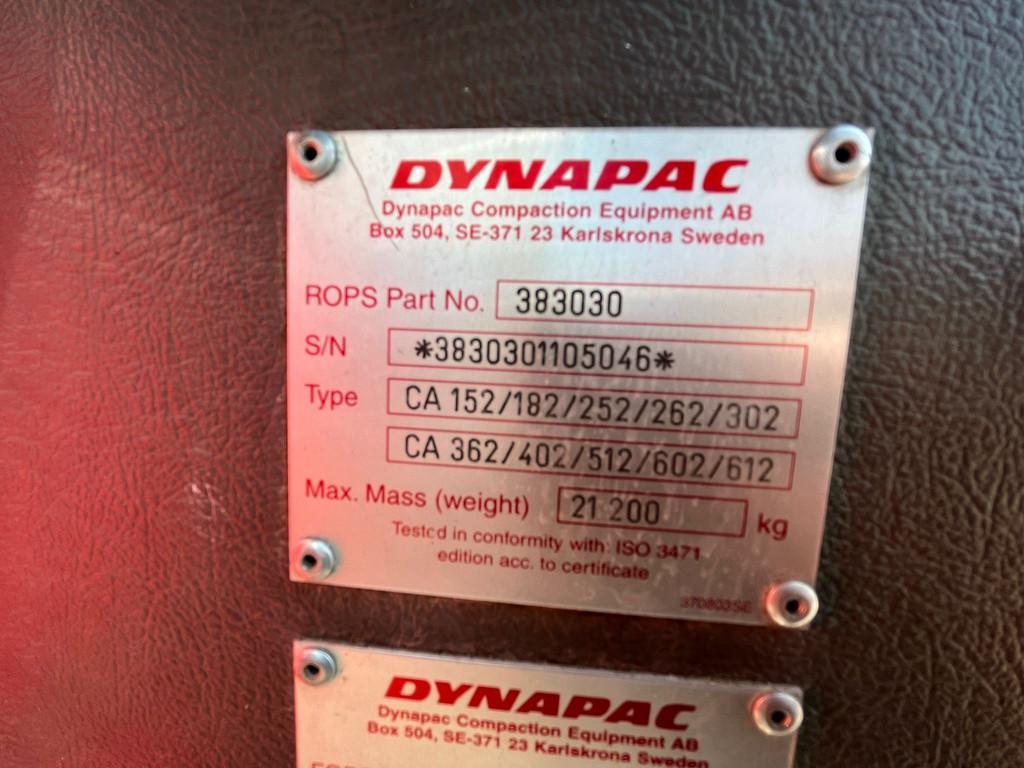 DYNAPAC
Dynapac Compaction Equipment AB
Box 504, SE-371 23 Karlskrona Sweden
ROPS Part No. 383030
S/N *3830301105046*
Type CA 152/182/252/262/302
CA 362/402/512/602/612
Max. Mass (weight) 21 200 kg
Tested in conformity with: ISO 3471
edition acc. to certificate
370803SE
DYNAPAC
Dynapac Compaction Equipment AB
Box 504, SE-371 23 Karlskrona Sweden